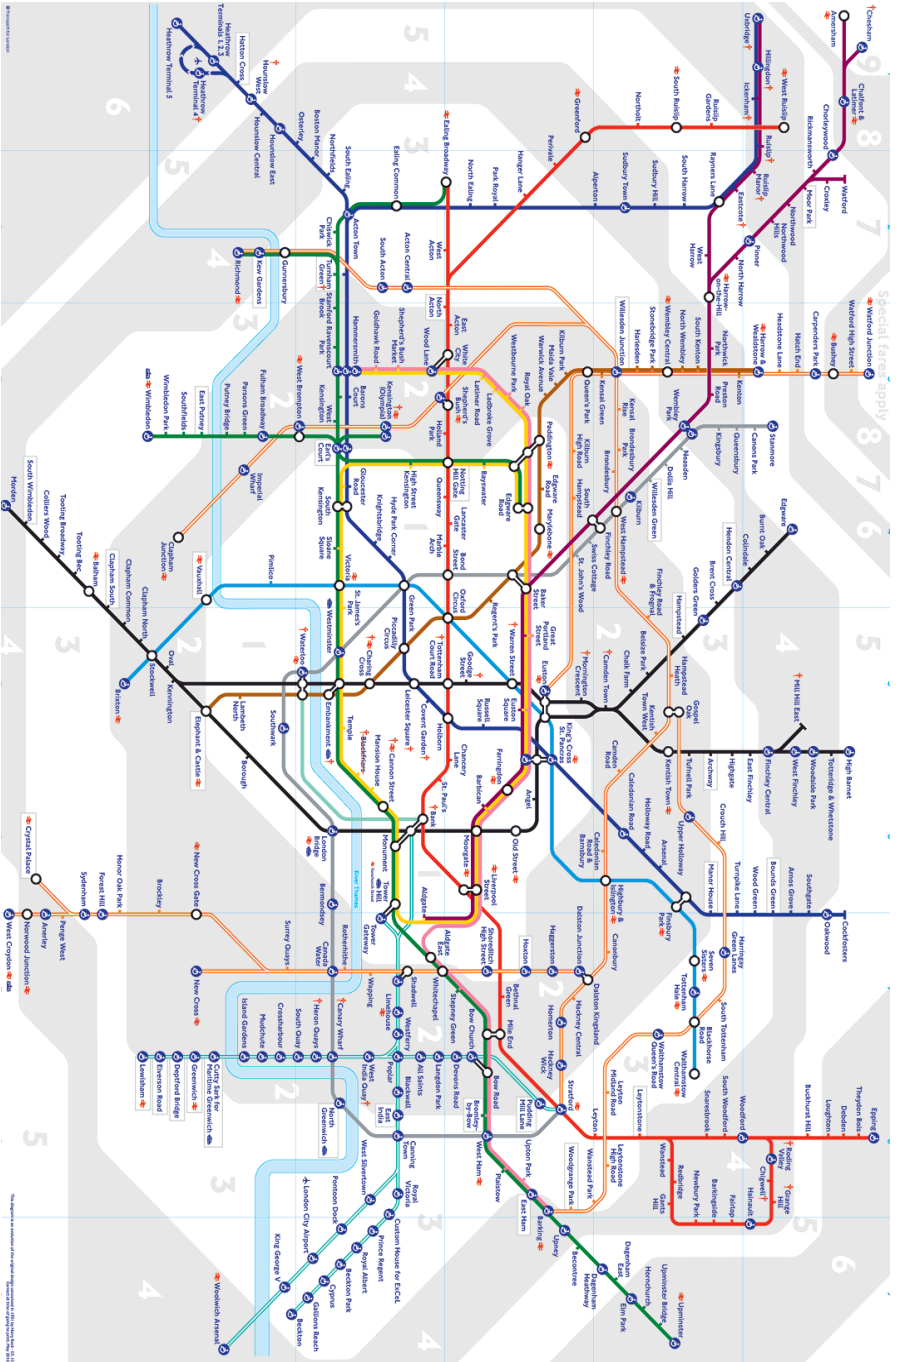 Chesham
Amersham
Chalfont &
Latimer
Chorleywood
Rickmansworth
Watford
Croxley
Moor Park
Northwood
Northwood
Hills
Pinner
North Harrow
Harrow-
on-the-Hill
Northwick
Park
Preston
Road
Wembley
Park
West
Harrow
Uxbridge
Hillingdon
Ickenham
Ruislip
Ruislip
Manor
Eastcote
Rayners Lane
West Ruislip
Ruislip
Gardens
South Ruislip
Northolt
Greenford
Perivale
Hanger Lane
South Harrow
Sudbury Hill
Sudbury Town
Alperton
Park Royal
North Ealing
Ealing Broadway
Ealing Common
South Ealing
Northfields
Boston Manor
Osterley
Hounslow East
Hounslow Central
Hounslow
West
Hatton Cross
Heathrow
Terminals 1, 2, 3
Heathrow
Terminal 4
Heathrow Terminal 5
Special fares apply
Watford Junction
Watford High Street
Bushey
Carpenders Park
Hatch End
Headstone Lane
Harrow &
Wealdstone
Kenton
South Kenton
North Wembley
Wembley Central
Stonebridge Park
Harlesden
Willesden Junction
Kensal Green
Queen's Park
Kilburn Park
Maida Vale
Warwick Avenue
Paddington
Edgware
Road
Marylebone
Baker
Street
Stanmore
Canons Park
Queensbury
Kingsbury
Neasden
Dollis Hill
Willesden Green
Kilburn
West Hampstead
Finchley Road
Swiss Cottage
St. John's Wood
Kensal
Rise
Brondesbury
Park
Brondesbury
Kilburn
High Road
South
Hampstead
Finchley Road
& Frognal
Hampstead
Heath
Gospel
Oak
Edgware
Burnt Oak
Colindale
Hendon Central
Brent Cross
Golders Green
Hampstead
Belsize Park
Chalk Farm
Camden Town
Mornington
Crescent
Euston
Kentish
Town West
Camden
Road
Mill Hill East
High Barnet
Totteridge & Whetstone
Woodside Park
West Finchley
Finchley Central
East Finchley
Highgate
Archway
Tufnell Park
Kentish Town
Upper Holloway
Crouch Hill
Cockfosters
Oakwood
Southgate
Arnos Grove
Bounds Green
Wood Green
Turnpike Lane
Manor House
Finsbury
Park
Arsenal
Holloway Road
Caledonian Road
King's Cross
St. Pancras
Caledonian
Road &
Barnsbury
Highbury &
Islington
Canonbury
Dalston Junction
Dalston Kingsland
Haggerston
Hoxton
Shoreditch
High Street
Harringay
Green Lanes
Seven
Sisters
South Tottenham
Tottenham
Hale
Blackhorse
Road
Walthamstow
Central
Walthamstow
Queen's Road
Leyton
Midland Road
Leytonstone
High Road
Wanstead Park
Woodgrange Park
Hackney Central
Homerton
Hackney
Wick
Stratford
Leyton
Leytonstone
Snaresbrook
South Woodford
Woodford
Buckhurst Hill
Loughton
Debden
Theydon Bois
Epping
Roding
Valley
Chigwell
Grange
Hill
Hainault
Fairlop
Barkingside
Newbury Park
Gants
Hill
Redbridge
Wanstead
West
Acton
North
Acton
East
Acton
White
City
Shepherd's
Bush
Holland
Park
Notting
Hill Gate
Queensway
Lancaster
Gate
Marble
Arch
Bond
Street
Oxford
Circus
Tottenham
Court Road
Holborn
Chancery
Lane
St. Paul's
Bank
Liverpool
Street
Bethnal
Green
Mile End
Acton Central
South Acton
Acton Town
Chiswick
Park
Turnham
Green
Stamford
Brook
Ravenscourt
Park
Hammersmith
Goldhawk Road
Shepherd's Bush
Market
Wood Lane
Latimer Road
Ladbroke Grove
Westbourne Park
Royal Oak
Edgware
Road
Bayswater
High Street
Kensington
Barons
Court
West
Kensington
Kensington
(Olympia)
Earl's
Court
Gloucester
Road
South
Kensington
Knightsbridge
Hyde Park Corner
Green Park
Piccadilly
Circus
Leicester Square
Covent Garden
Sloane
Square
Victoria
St. James's
Park
Westminster
Embankment
Charing
Cross
Temple
Blackfriars
Mansion House
Cannon Street
Monument
Tower
Hill
Tower
Gateway
Aldgate
Aldgate
East
Regent's Park
Great
Portland
Street
Warren Street
Euston
Square
Goodge
Street
Russell
Square
Farringdon
Barbican
Moorgate
Old Street
Angel
Gunnersbury
Kew Gardens
Richmond
West Brompton
Fulham Broadway
Parsons Green
Putney Bridge
East Putney
Southfields
Wimbledon Park
Wimbledon
Imperial
Wharf
Clapham
Junction
Pimlico
Vauxhall
Stockwell
Brixton
Morden
South Wimbledon
Colliers Wood
Tooting Broadway
Tooting Bec
Balham
Clapham South
Clapham Common
Clapham North
Oval
Kennington
Waterloo
Lambeth
North
Elephant & Castle
Southwark
Borough
London
Bridge
River Thames
Bermondsey
Canada
Water
Rotherhithe
Wapping
Surrey Quays
New Cross Gate
New Cross
Brockley
Honor Oak Park
Forest Hill
Sydenham
Crystal Palace
Penge West
Anerley
Norwood Junction
West Croydon
Whitechapel
Stepney Green
Shadwell
Limehouse
Westferry
Poplar
Blackwall
East
India
Canning
Town
All Saints
Langdon Park
Devons Road
Bow Church
Bow Road
Bromley-
by-Bow
Pudding
Mill Lane
West Ham
Plaistow
Upton Park
East Ham
Barking
Upney
Becontree
Dagenham
Heathway
Dagenham
East
Elm Park
Hornchurch
Upminster Bridge
Upminster
West
India Quay
Canary Wharf
Heron Quays
South Quay
Crossharbour
Mudchute
Island Gardens
Cutty Sark for
Maritime Greenwich
Greenwich
Deptford Bridge
Elverson Road
Lewisham
North
Greenwich
Royal
Victoria
Custom House for ExCeL
Prince Regent
Royal Albert
Beckton Park
Cyprus
Gallions Reach
Beckton
West Silvertown
Pontoon Dock
London City Airport
King George V
Woolwich Arsenal